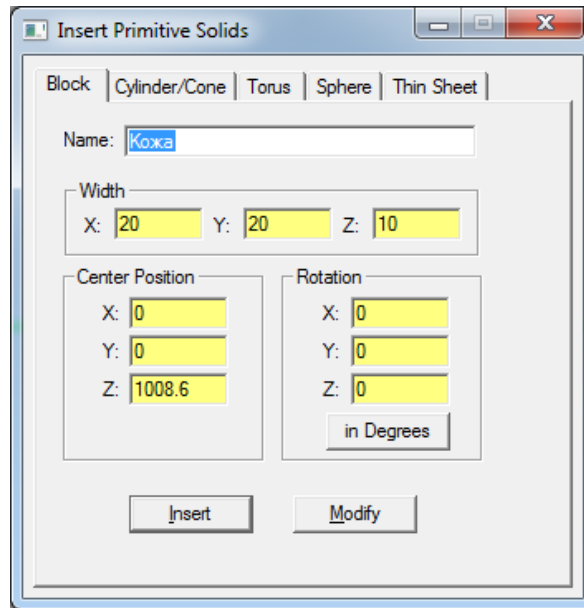 Insert Primitive Solids
Block Cylinder/Cone Torus Sphere Thin Sheet
Name: Кожа
Width
X: 20 Y: 20 Z: 10
Center Position Rotation
X: 0 X: 0
Y: 0 Y: 0
Z: 1008.6 Z: 0
in Degrees
Insert Modify